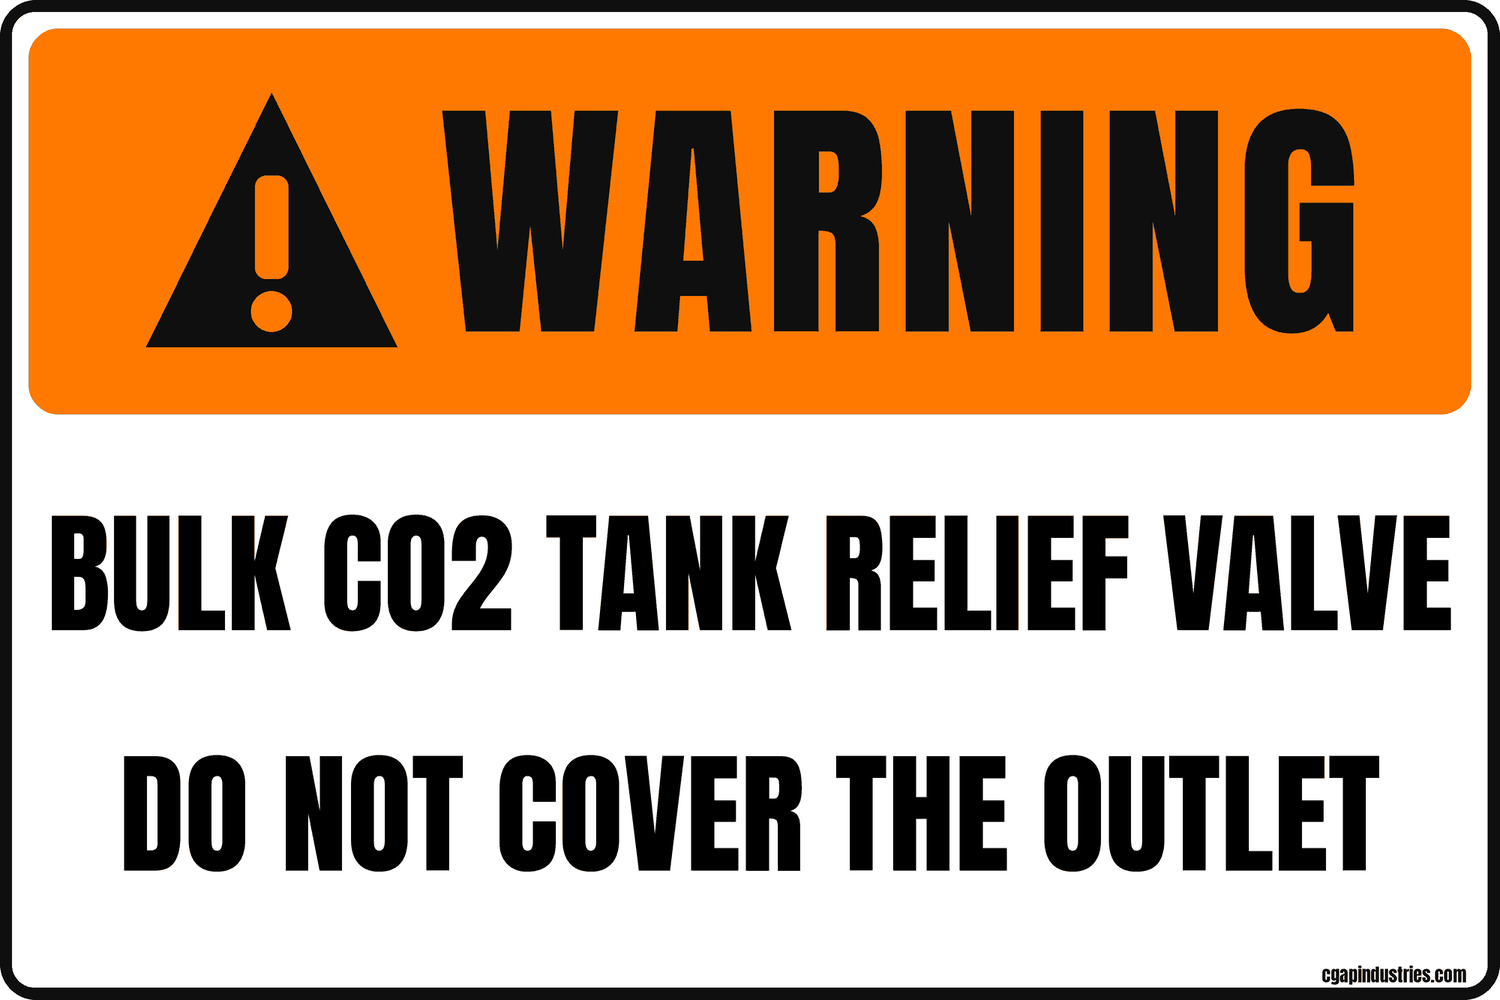 WARNING
BULK CO2 TANK RELIEF VALVE
DO NOT COVER THE OUTLET
cgapindustries.com